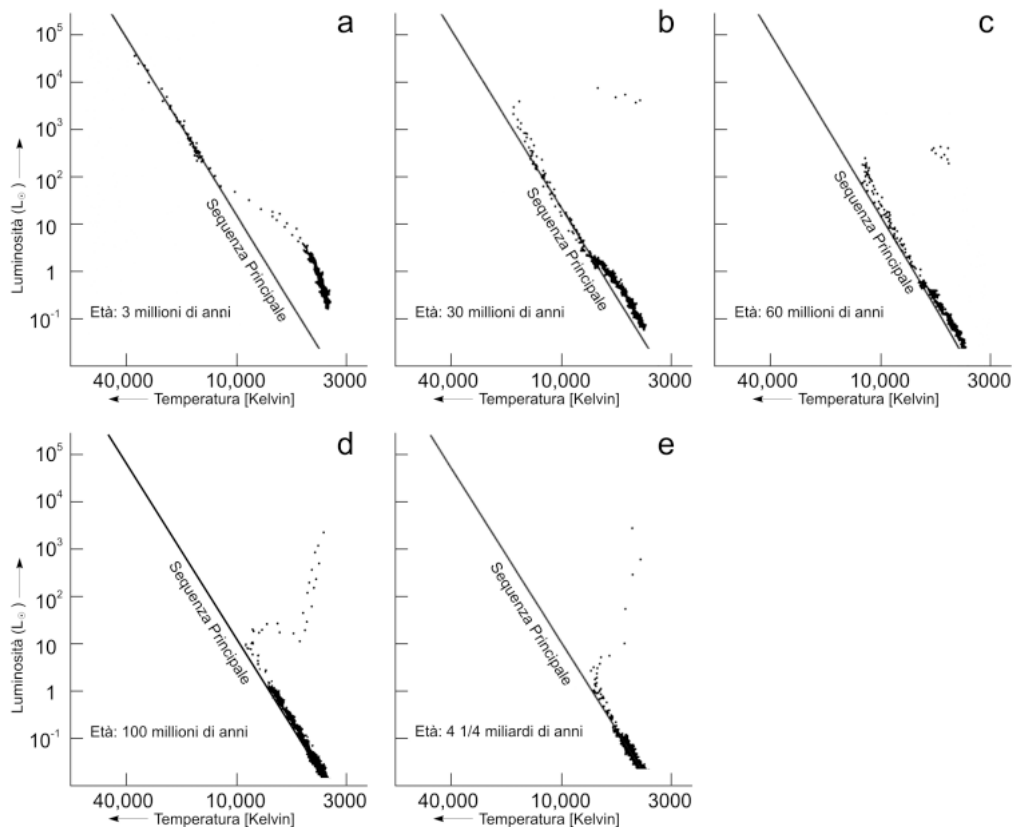 a
10⁵
10⁴
10³
10²
10
1
10⁻¹
Luminosità (L☉) →
Sequenza Principale
Età: 3 millioni di anni
40,000 10,000 3000
← Temperatura [Kelvin]
b
Sequenza Principale
Età: 30 millioni di anni
40,000 10,000 3000
← Temperatura [Kelvin]
c
Sequenza Principale
Età: 60 millioni di anni
40,000 10,000 3000
← Temperatura [Kelvin]
d
10⁵
10⁴
10³
10²
10
1
10⁻¹
Luminosità (L☉) →
Sequenza Principale
Età: 100 millioni di anni
40,000 10,000 3000
← Temperatura [Kelvin]
e
Sequenza Principale
Età: 4 1/4 miliardi di anni
40,000 10,000 3000
← Temperatura [Kelvin]